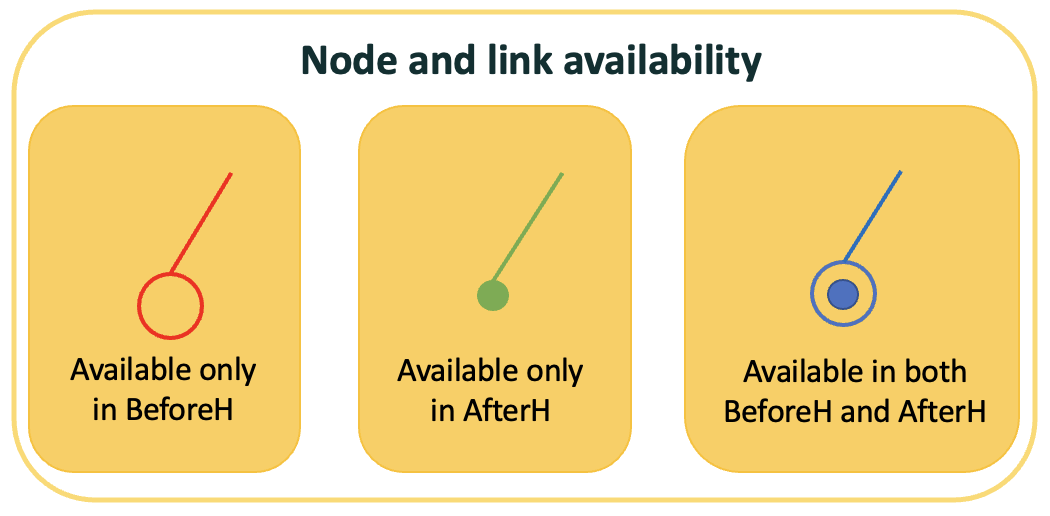 Node and link availability
Available only
in BeforeH
Available only
in AfterH
Available in both
BeforeH and AfterH